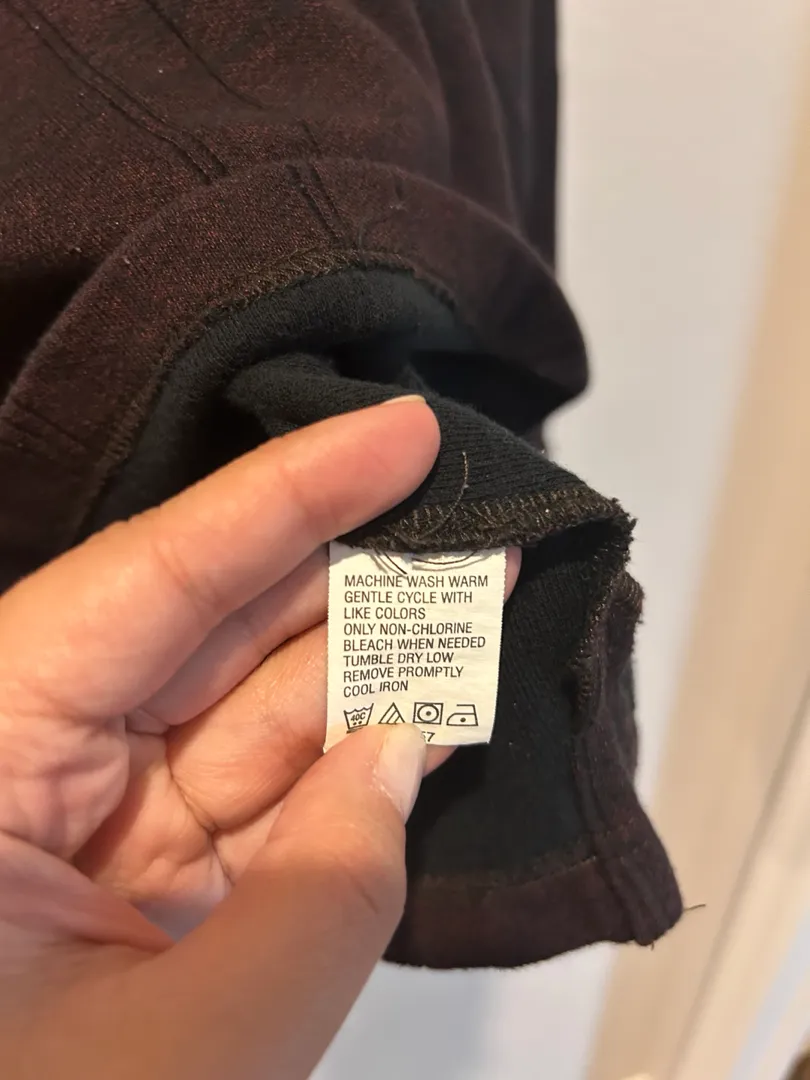 MACHINE WASH WARM
GENTLE CYCLE WITH
LIKE COLORS
ONLY NON-CHLORINE
BLEACH WHEN NEEDED
TUMBLE DRY LOW
REMOVE PROMPTLY
COOL IRON
40C